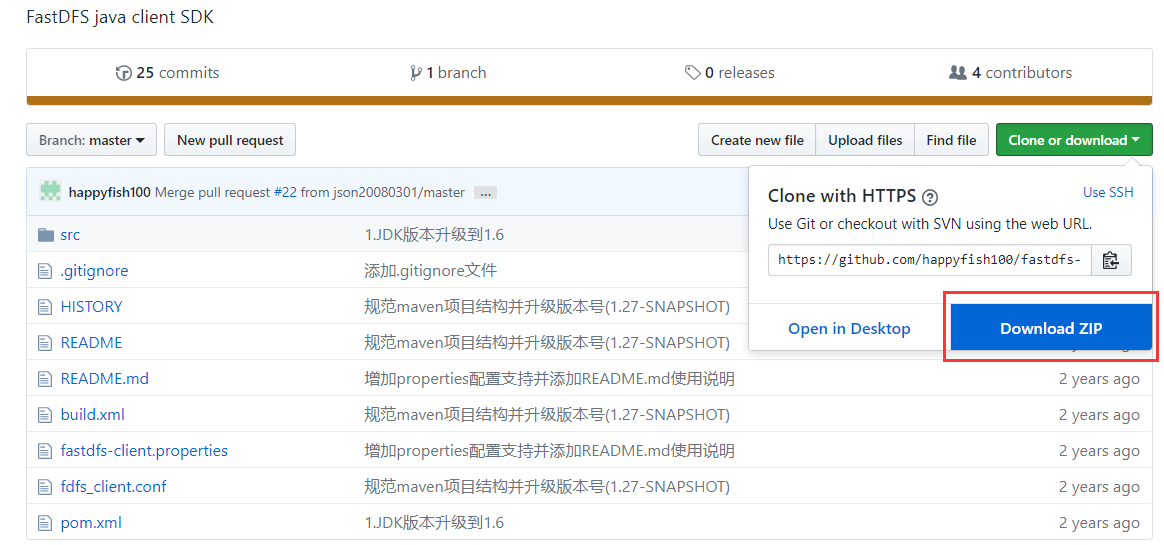 FastDFS java client SDK
25 commits 1 branch 0 releases 4 contributors
Branch: master New pull request Create new file Upload files Find file Clone or download
happyfish100 Merge pull request #22 from json20080301/master ...
Clone with HTTPS Use SSH
Use Git or checkout with SVN using the web URL.
https://github.com/happyfish100/fastdfs-
Open in Desktop Download ZIP
src 1.JDK版本升级到1.6
.gitignore 添加.gitignore文件
HISTORY 规范maven项目结构并升级版本号(1.27-SNAPSHOT)
README 规范maven项目结构并升级版本号(1.27-SNAPSHOT)
README.md 增加properties配置支持并添加README.md使用说明 2 years ago
build.xml 规范maven项目结构并升级版本号(1.27-SNAPSHOT) 2 years ago
fastdfs-client.properties 增加properties配置支持并添加README.md使用说明 2 years ago
fdfs_client.conf 规范maven项目结构并升级版本号(1.27-SNAPSHOT) 2 years ago
pom.xml 1.JDK版本升级到1.6 2 years ago